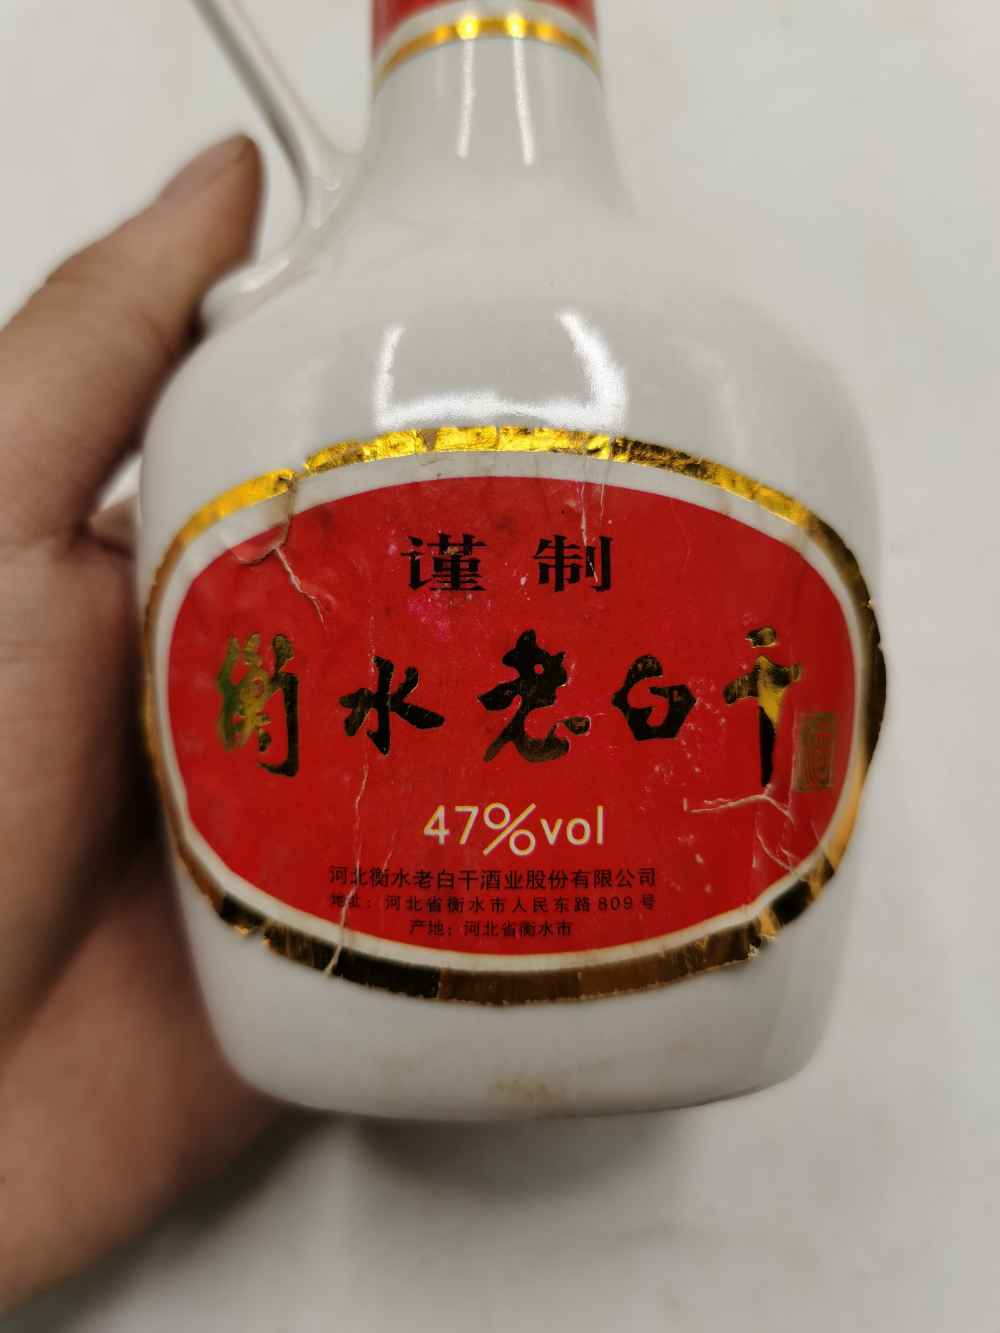 谨制
衡水老白干
47%vol
河北衡水老白干酒业股份有限公司
地址：河北省衡水市人民东路809号
产地：河北省衡水市